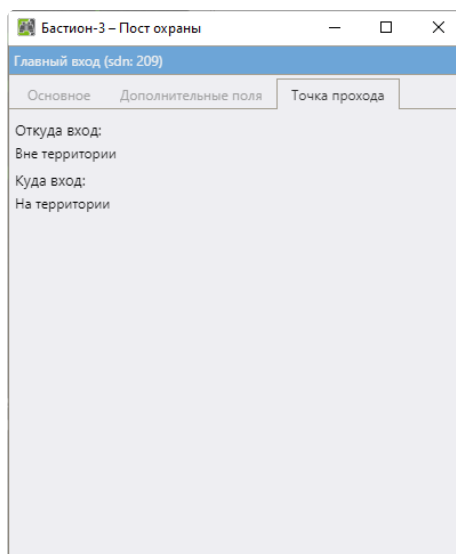 Бастион-3 – Пост охраны
Главный вход (sdn: 209)
Основное Дополнительные поля Точка прохода
Откуда вход:
Вне территории
Куда вход:
На территории